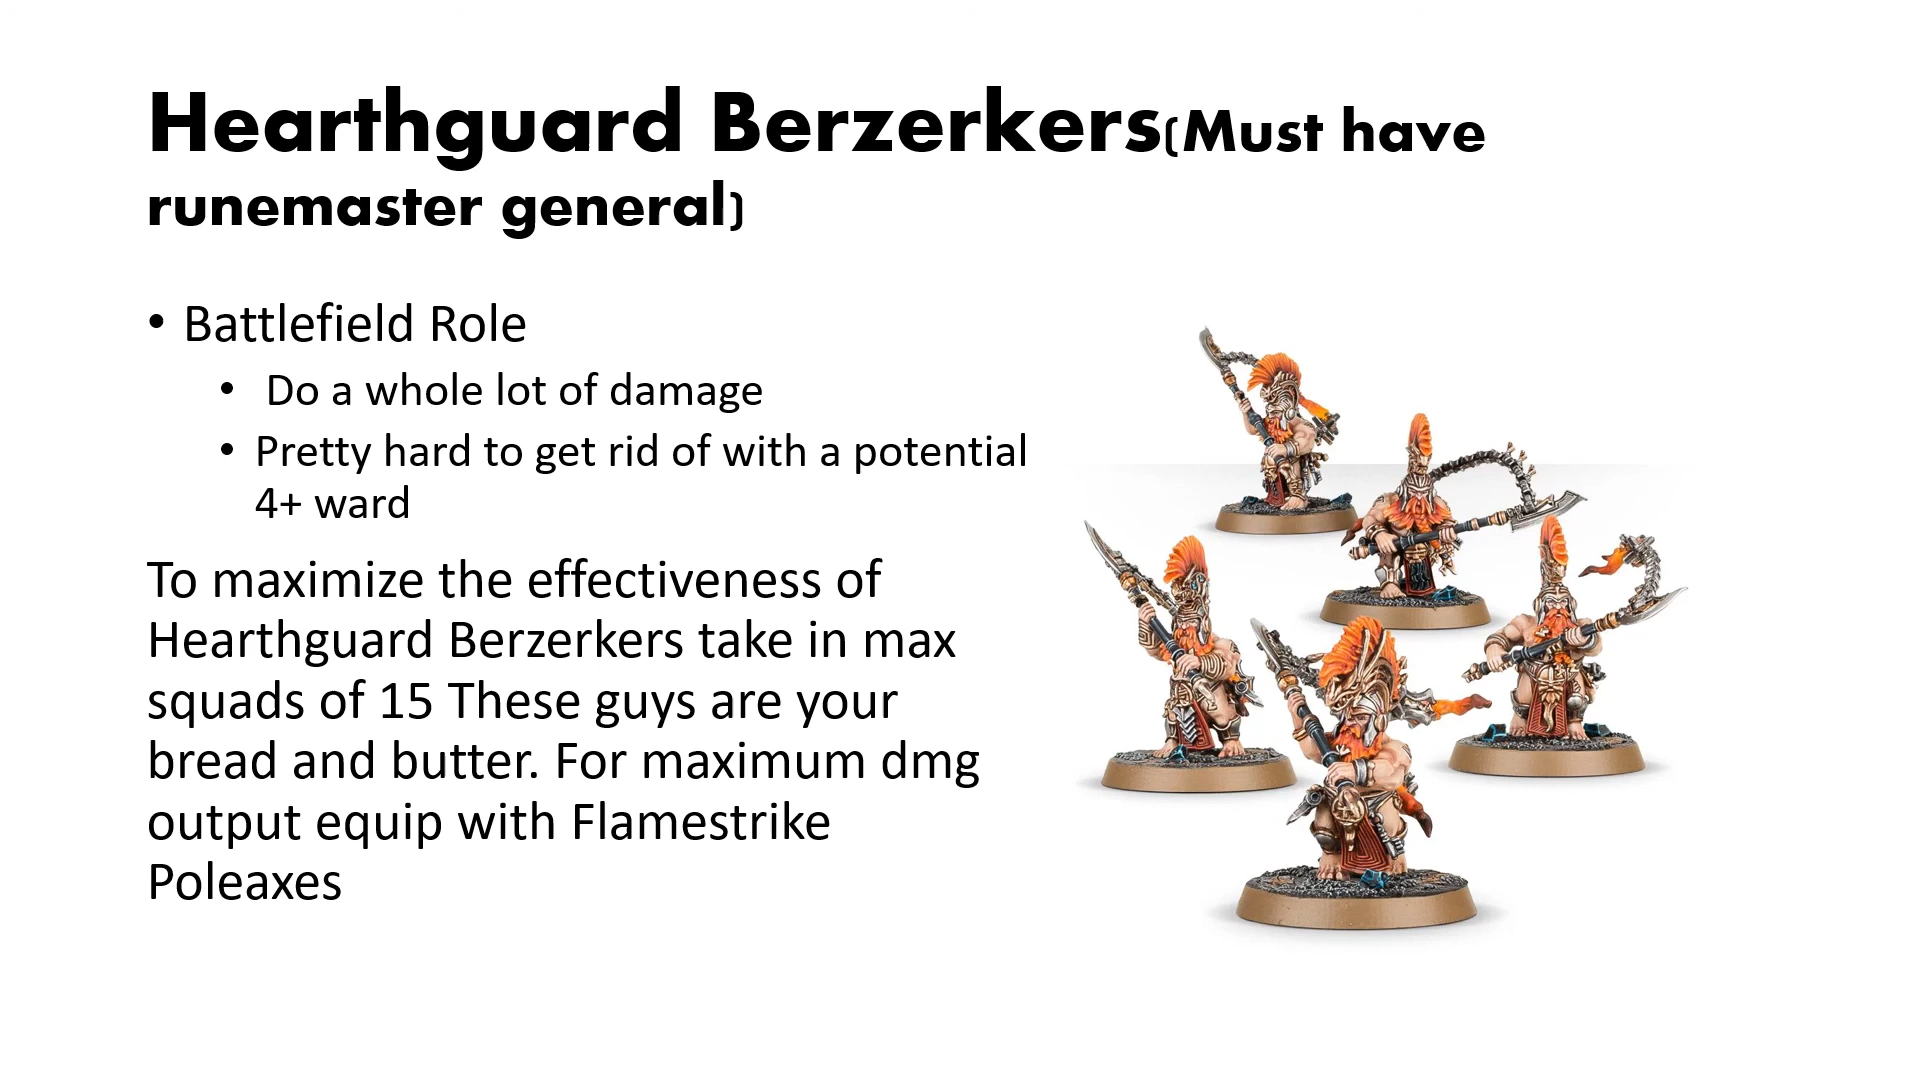 Hearthguard Berzerkers(Must have
runemaster general)
• Battlefield Role
• Do a whole lot of damage
• Pretty hard to get rid of with a potential
4+ ward
To maximize the effectiveness of
Hearthguard Berzerkers take in max
squads of 15 These guys are your
bread and butter. For maximum dmg
output equip with Flamestrike
Poleaxes